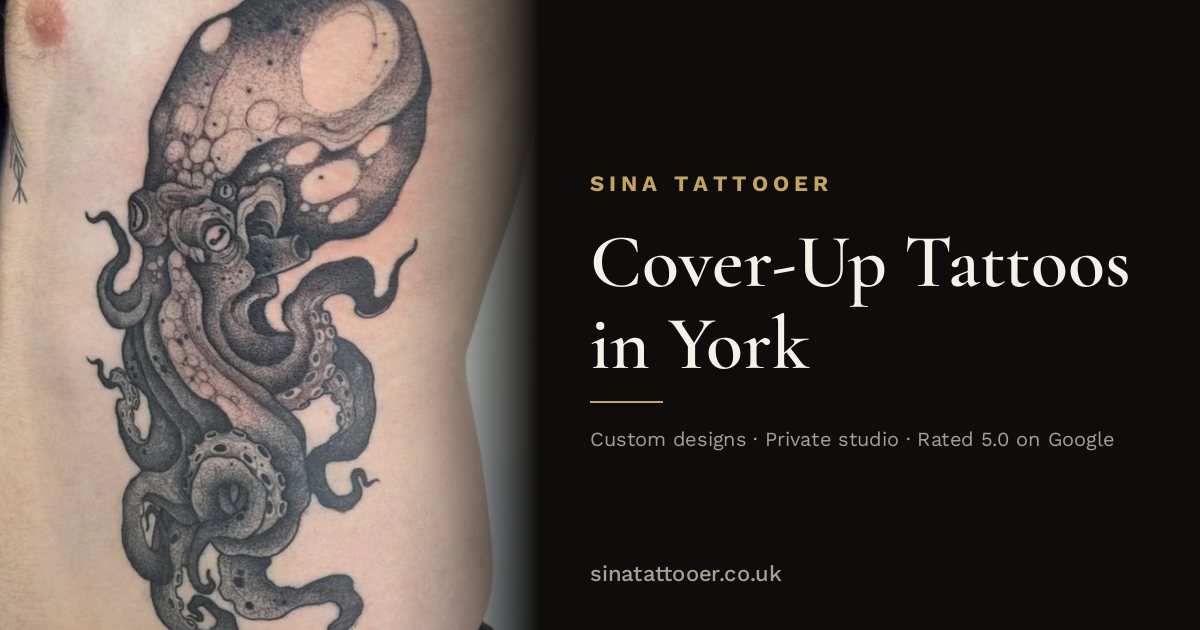 SINA TATTOOER
Cover-Up Tattoos
in York
Custom designs · Private studio · Rated 5.0 on Google
sinatattooer.co.uk